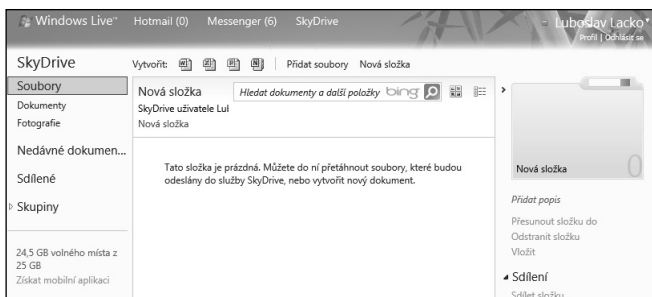 Windows Live™ Hotmail (0) Messenger (6) SkyDrive Luboslav Lacko
Profil | Odhlásit se
SkyDrive
Vytvořit: Přidat soubory Nová složka
Soubory
Dokumenty
Fotografie
Nedávné dokumen...
Sdílené
Skupiny
24,5 GB volného místa z
25 GB
Získat mobilní aplikaci
Nová složka
Hledat dokumenty a další položky bing
SkyDrive uživatele Lul
Nová složka
Tato složka je prázdná. Můžete do ní přetáhnout soubory, které budou
odeslány do služby SkyDrive, nebo vytvořit nový dokument.
Nová složka 0
Přidat popis
Přesunout složku do
Odstranit složku
Vložit
Sdílení
Sdílet složku